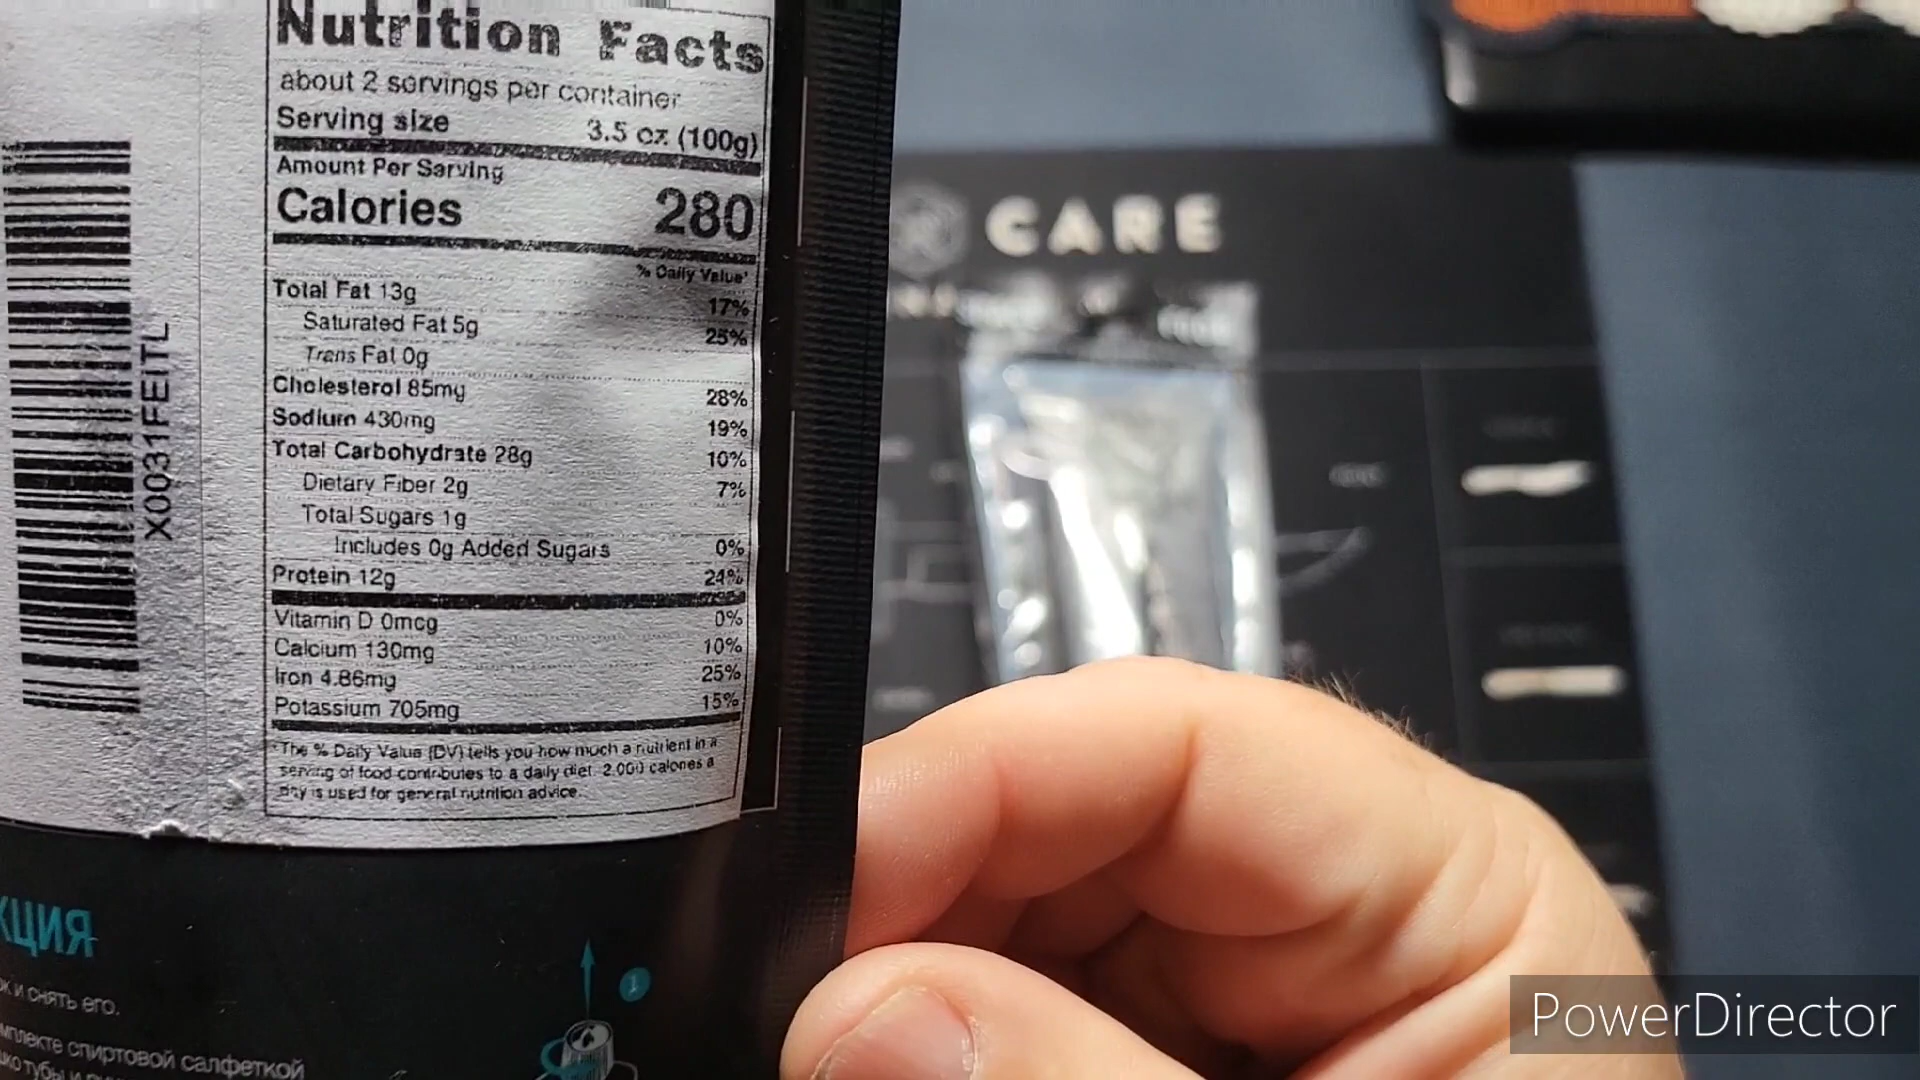 Nutrition Facts
about 2 servings per container
Serving size 3.5 oz (100g)
Amount Per Serving
Calories 280
% Daily Value*
Total Fat 13g 17%
Saturated Fat 5g 25%
Trans Fat 0g
Cholesterol 85mg 28%
Sodium 430mg 19%
Total Carbohydrate 28g 10%
Dietary Fiber 2g 7%
Total Sugars 1g
Includes 0g Added Sugars 0%
Protein 12g 24%
Vitamin D 0mcg 0%
Calcium 130mg 10%
Iron 4.86mg 25%
Potassium 705mg 15%
*The % Daily Value (DV) tells you how much a nutrient in a
serving of food contributes to a daily diet. 2,000 calories a
day is used for general nutrition advice.
X0031FEITL
CARE
кция
и снять его.
спиртовой салфеткой
тубы и
1
PowerDirector